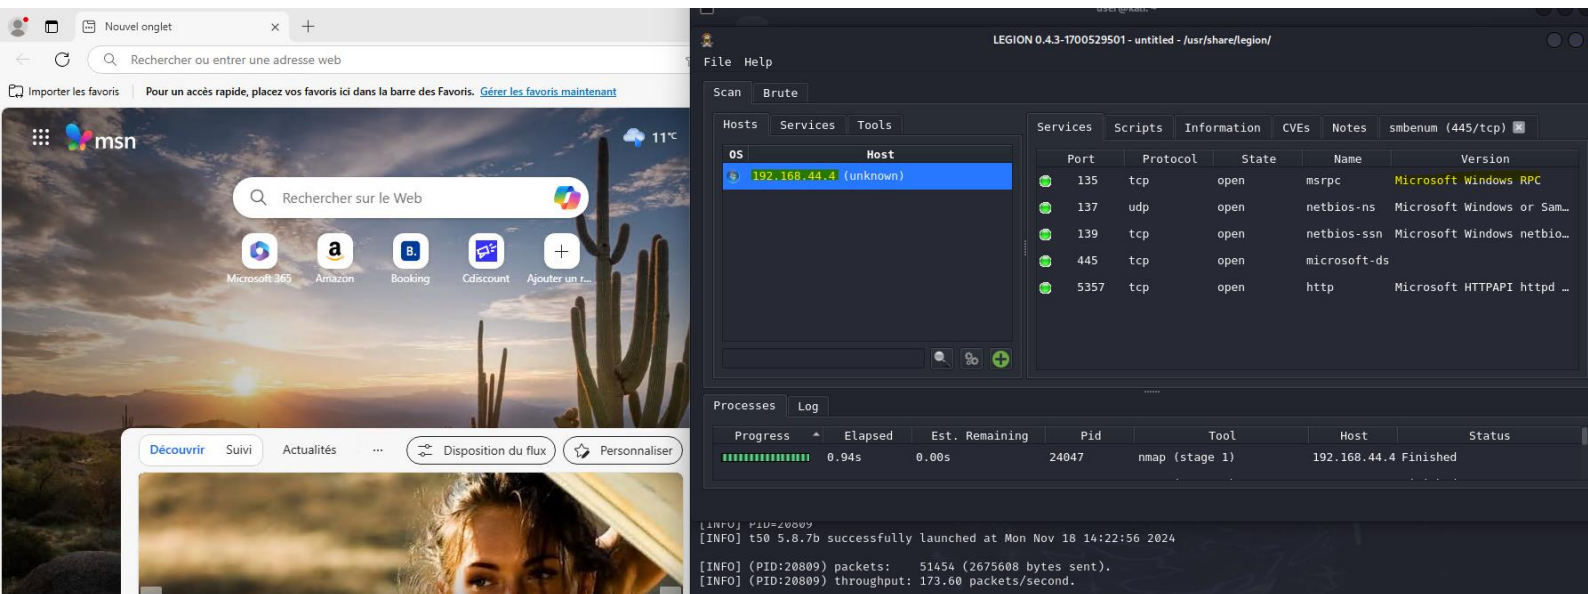 Nouvel onglet
Rechercher ou entrer une adresse web
Importer les favoris
Pour un accès rapide, placez vos favoris ici dans la barre des Favoris. Gérer les favoris maintenant
msn
11°C
Rechercher sur le Web
a
B.
Microsoft 365 Amazon Booking Cdiscount Ajouter un r...
Découvrir Suivi Actualités ... Disposition du flux Personnaliser
LEGION 0.4.3-1700529501 - untitled - /usr/share/legion/
File Help
Scan Brute
Hosts Services Tools
OS Host
192.168.44.4 (unknown)
Services Scripts Information CVEs Notes smbenum (445/tcp)
Port Protocol State Name Version
135 tcp open msrpc Microsoft Windows RPC
137 udp open netbios-ns Microsoft Windows or Sam…
139 tcp open netbios-ssn Microsoft Windows netbio…
445 tcp open microsoft-ds
5357 tcp open http Microsoft HTTPAPI httpd …
Processes Log
Progress Elapsed Est. Remaining Pid Tool Host Status
0.94s 0.00s 24047 nmap (stage 1) 192.168.44.4 Finished
[INFO] PID=20809
[INFO] t50 5.8.7b successfully launched at Mon Nov 18 14:22:56 2024
[INFO] (PID:20809) packets: 51454 (2675608 bytes sent).
[INFO] (PID:20809) throughput: 173.60 packets/second.